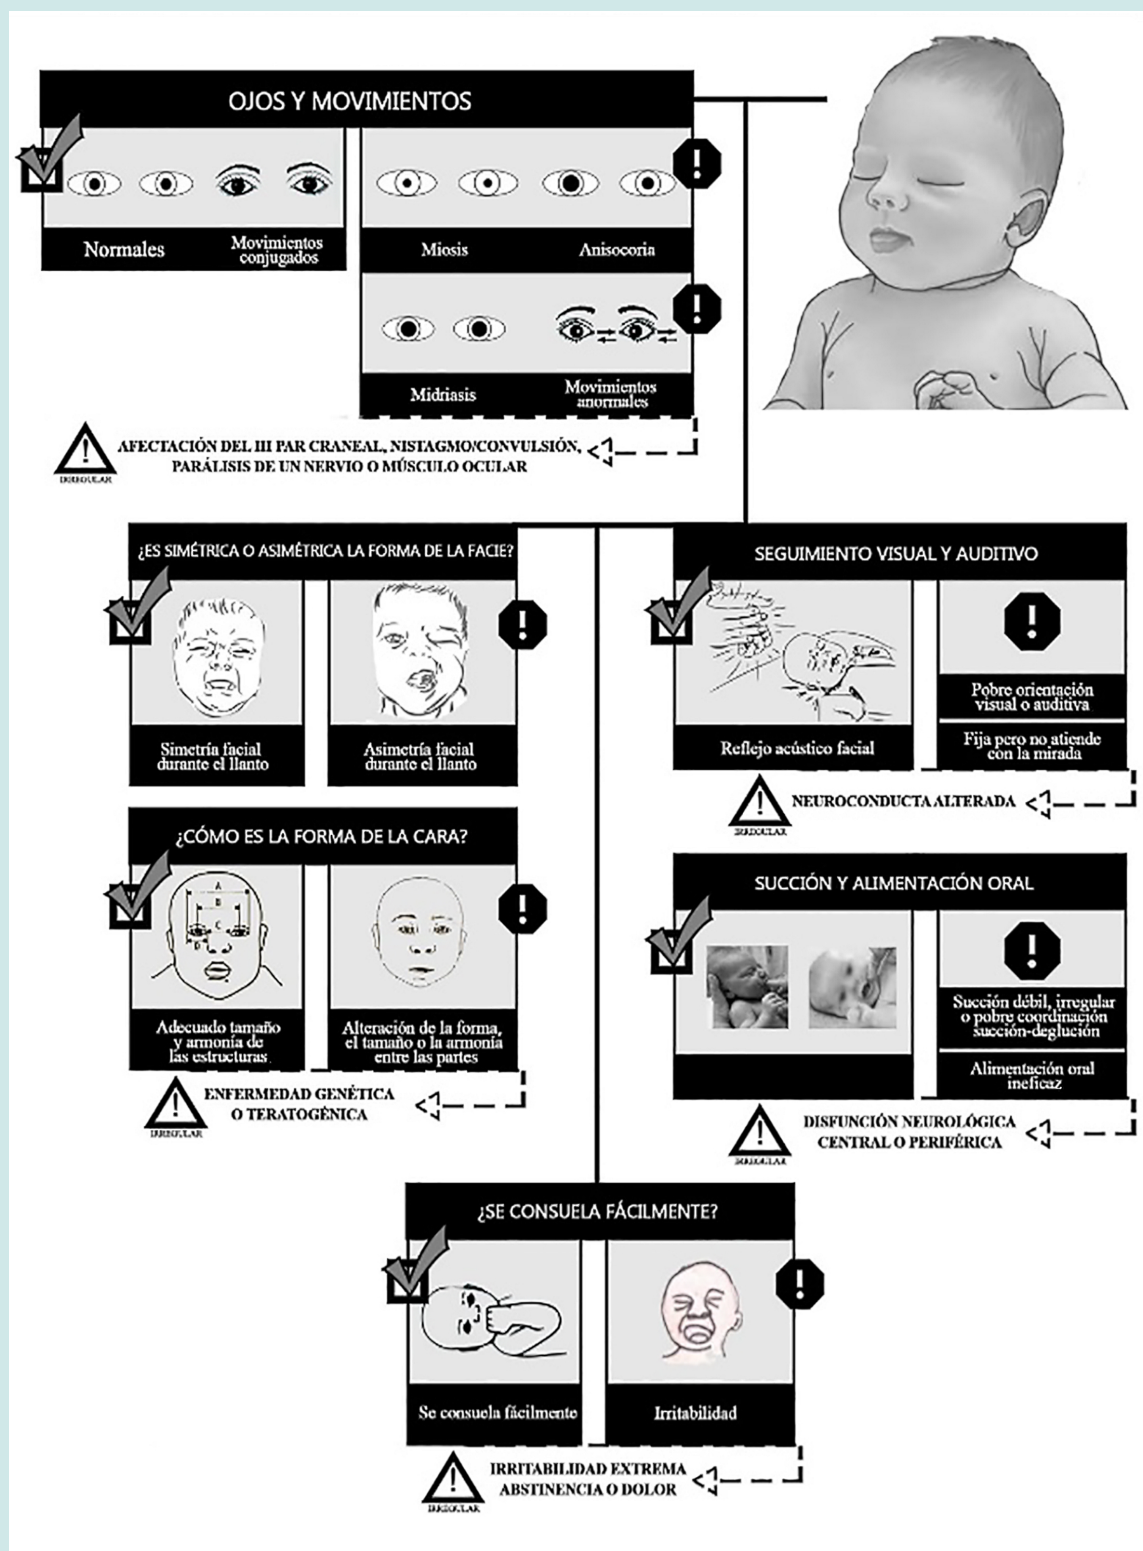 OJOS Y MOVIMIENTOS
Normales
Movimientos
conjugados
Miosis
Anisocoria
Midriasis
Movimientos
anormales
AFECTACIÓN DEL III PAR CRANEAL, NISTAGMO/CONVULSIÓN,
PARÁLISIS DE UN NERVIO O MÚSCULO OCULAR
IRREGULAR
¿ES SIMÉTRICA O ASIMÉTRICA LA FORMA DE LA FACIE?
Simetría facial
durante el llanto
Asimetría facial
durante el llanto
¿CÓMO ES LA FORMA DE LA CARA?
A
B
C
D
Adecuado tamaño
y armonía de
las estructuras
Alteración de la forma,
el tamaño o la armonía
entre las partes
ENFERMEDAD GENÉTICA
O TERATOGÉNICA
IRREGULAR
SEGUIMIENTO VISUAL Y AUDITIVO
Reflejo acústico facial
Pobre orientación
visual o auditiva
Fija pero no atiende
con la mirada
NEUROCONDUCTA ALTERADA
IRREGULAR
SUCCIÓN Y ALIMENTACIÓN ORAL
Succión débil, irregular
o pobre coordinación
succión-deglución
Alimentación oral
ineficaz
DISFUNCIÓN NEUROLÓGICA
CENTRAL O PERIFÉRICA
IRREGULAR
¿SE CONSUELA FÁCILMENTE?
Se consuela fácilmente
Irritabilidad
IRRITABILIDAD EXTREMA
ABSTINENCIA O DOLOR
IRREGULAR